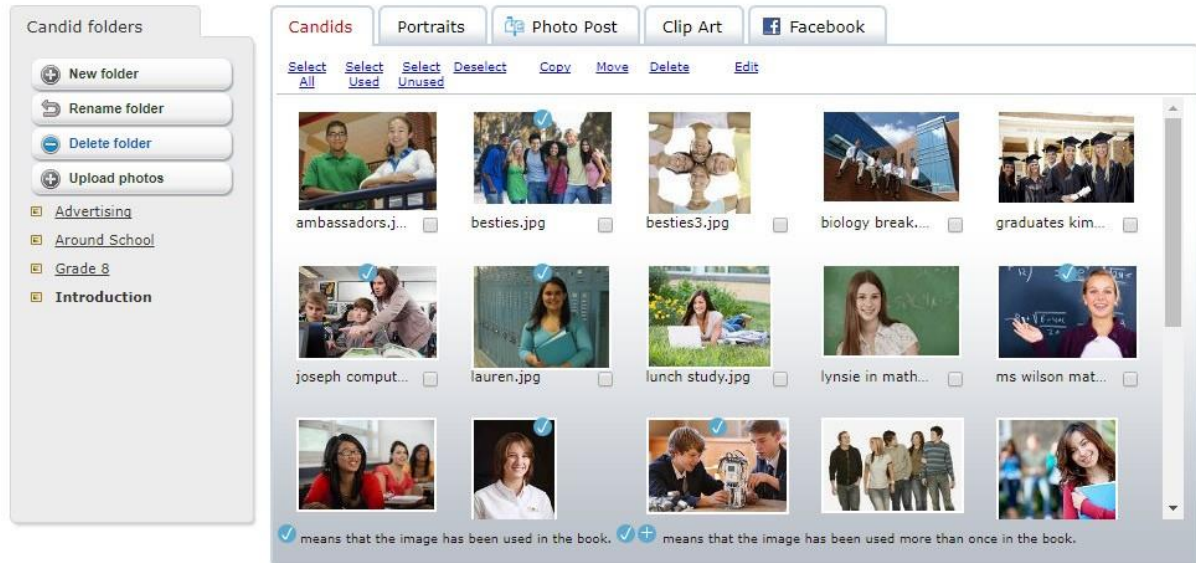 Candid folders
New folder
Rename folder
Delete folder
Upload photos
Advertising
Around School
Grade 8
Introduction
Candids Portraits Photo Post Clip Art Facebook
Select All Select Used Select Unused Deselect Copy Move Delete Edit
ambassadors.j... besties.jpg besties3.jpg biology break.... graduates kim...
joseph comput... lauren.jpg lunch study.jpg lynsie in math... ms wilson mat...
means that the image has been used in the book. means that the image has been used more than once in the book.